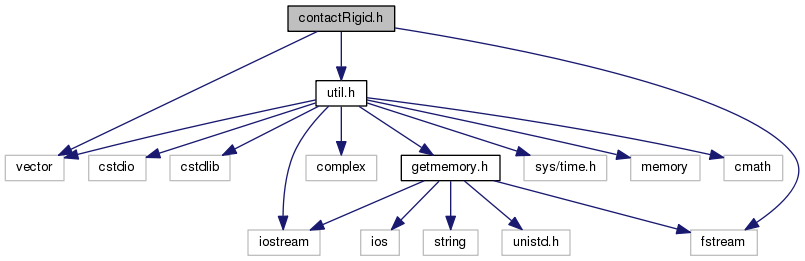 contactRigid.h
util.h
vector
cstdio
cstdlib
complex
getmemory.h
sys/time.h
memory
cmath
iostream
ios
string
unistd.h
fstream